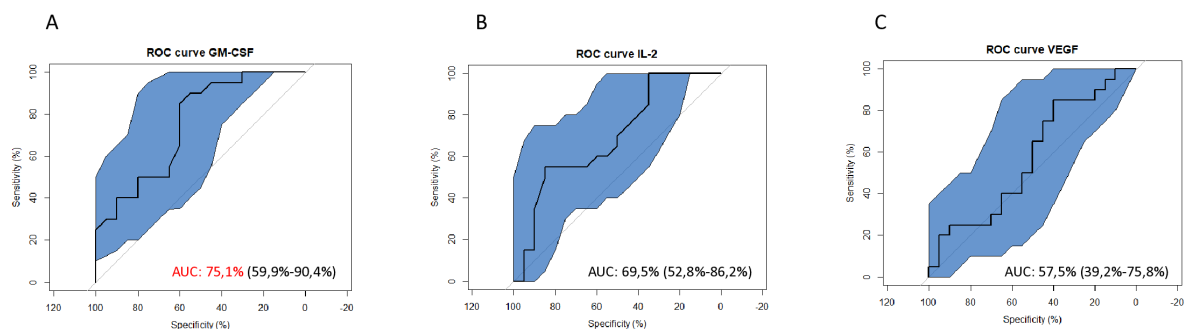 A
ROC curve GM-CSF
Sensitivity (%)
100
80
60
40
20
0
AUC: 75,1% (59,9%-90,4%)
100 80 60 40 20 0 -20
Specificity (%)
B
ROC curve IL-2
Sensitivity (%)
100
80
60
40
20
0
AUC: 69,5% (52,8%-86,2%)
100 80 60 40 20 0 -20
Specificity (%)
C
ROC curve VEGF
Sensitivity (%)
100
80
60
40
20
0
AUC: 57,5% (39,2%-75,8%)
100 80 60 40 20 0 -20
Specificity (%)